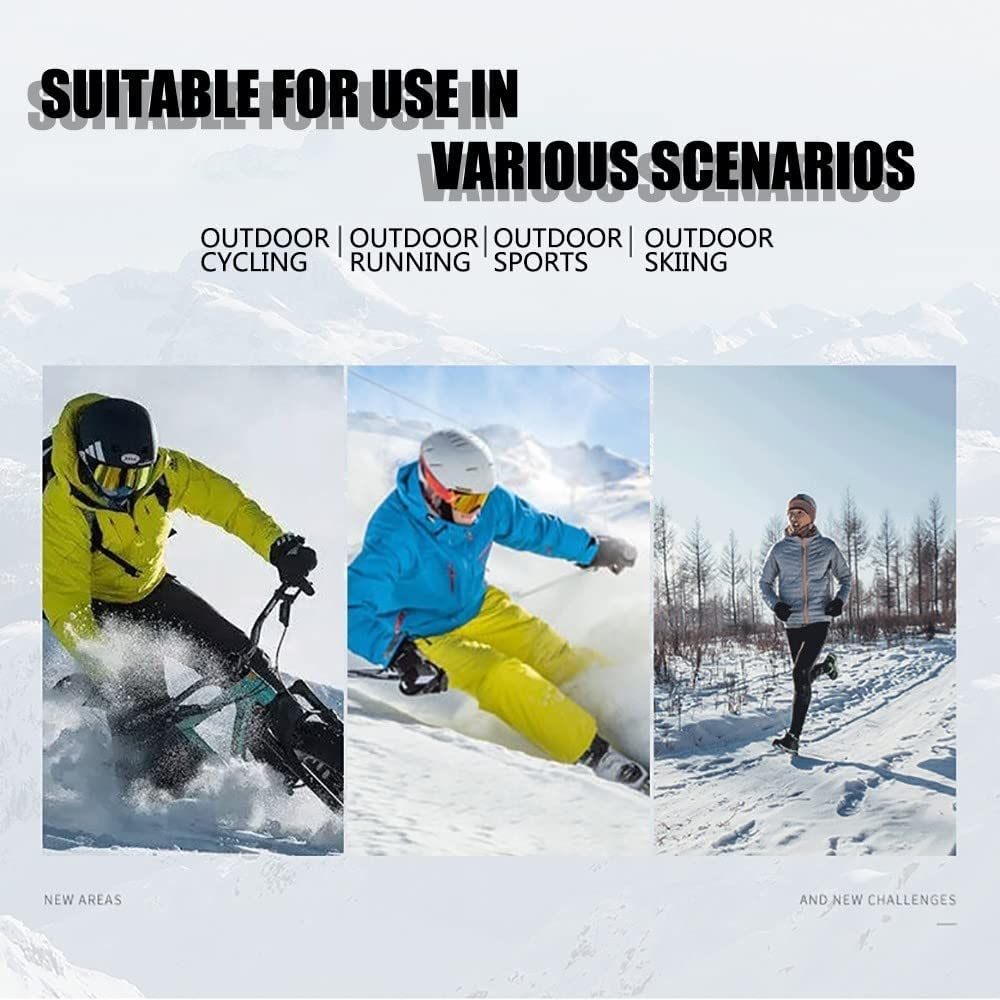 SUITABLE FOR USE IN
VARIOUS SCENARIOS
OUTDOOR CYCLING | OUTDOOR RUNNING | OUTDOOR SPORTS | OUTDOOR SKIING
NEW AREAS
AND NEW CHALLENGES